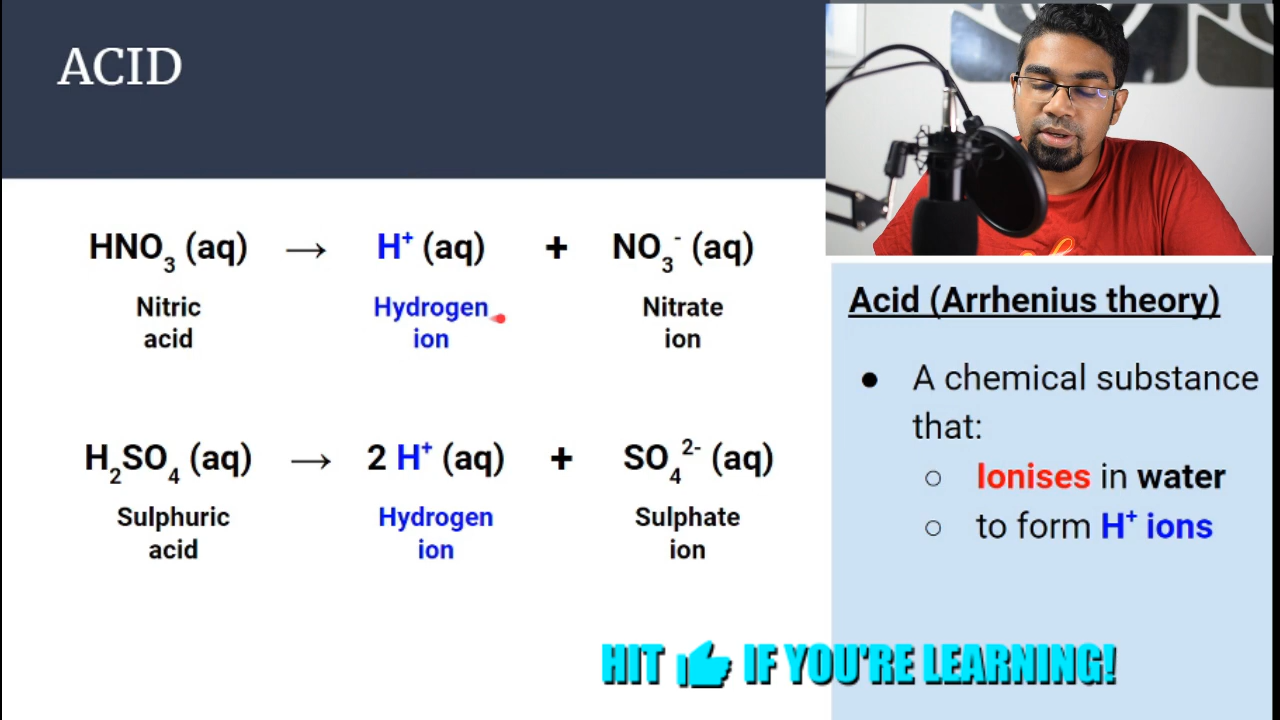 ACID
HNO₃ (aq) → H⁺ (aq) + NO₃⁻ (aq)
Nitric Hydrogen Nitrate
acid ion ion
H₂SO₄ (aq) → 2 H⁺ (aq) + SO₄²⁻ (aq)
Sulphuric Hydrogen Sulphate
acid ion ion
Acid (Arrhenius theory)
● A chemical substance
that:
○ Ionises in water
○ to form H⁺ ions
HIT 👍 IF YOU'RE LEARNING!